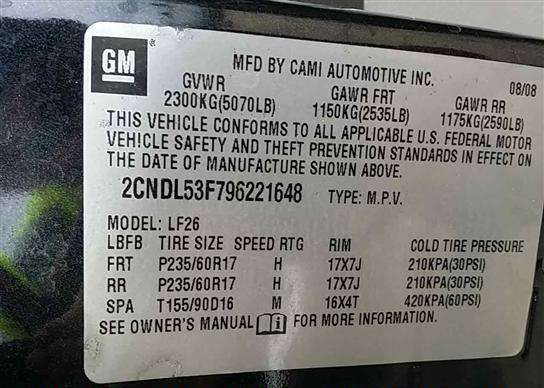 GM
MFD BY CAMI AUTOMOTIVE INC.
08/08
GVWR GAWR FRT GAWR RR
2300KG(5070LB) 1150KG(2535LB) 1175KG(2590LB)
THIS VEHICLE CONFORMS TO ALL APPLICABLE U.S. FEDERAL MOTOR
VEHICLE SAFETY AND THEFT PREVENTION STANDARDS IN EFFECT ON
THE DATE OF MANUFACTURE SHOWN ABOVE.
2CNDL53F796221648 TYPE: M.P.V.
MODEL: LF26
LBFB TIRE SIZE SPEED RTG RIM COLD TIRE PRESSURE
FRT P235/60R17 H 17X7J 210KPA(30PSI)
RR P235/60R17 H 17X7J 210KPA(30PSI)
SPA T155/90D16 M 16X4T 420KPA(60PSI)
SEE OWNER'S MANUAL i FOR MORE INFORMATION.